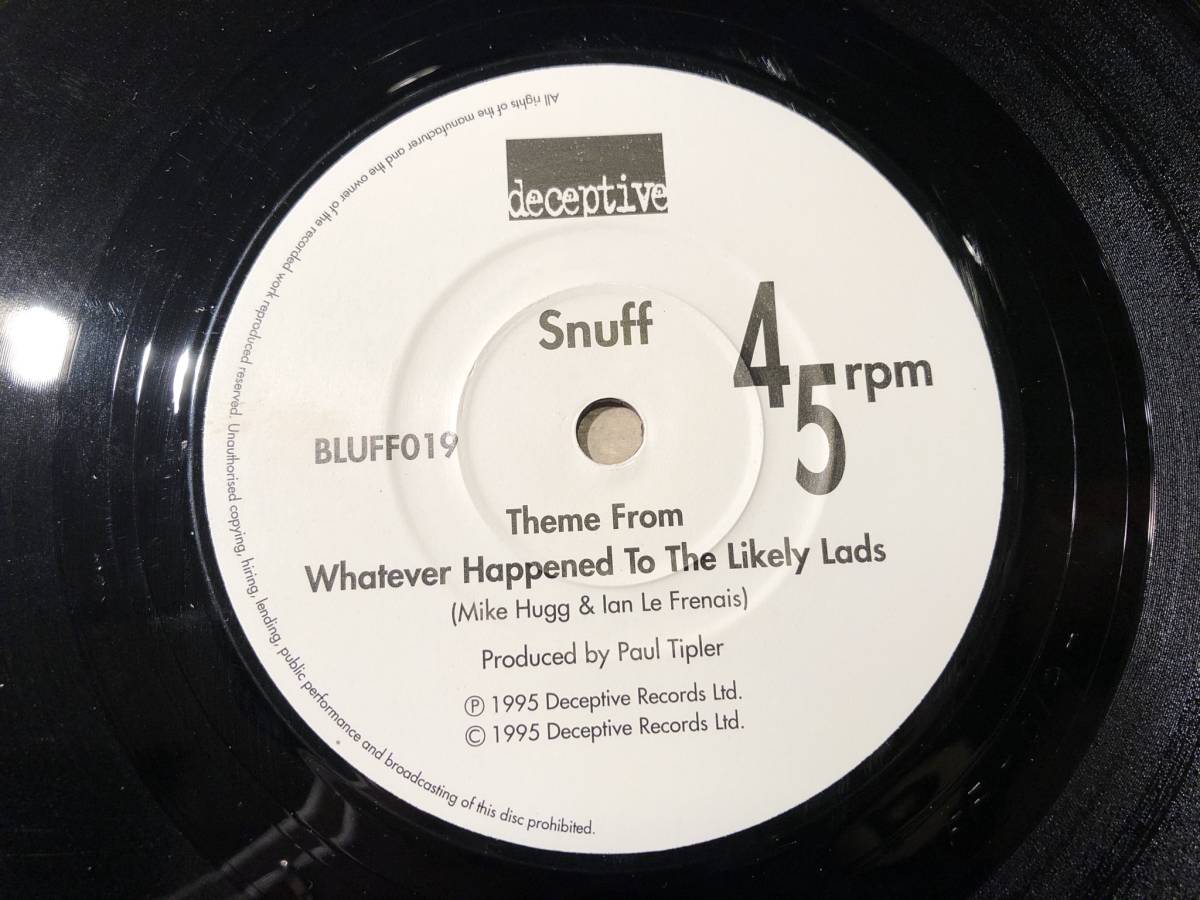 deceptive
Snuff
45 rpm
BLUFF019
Theme From
Whatever Happened To The Likely Lads
(Mike Hugg & Ian Le Frenais)
Produced by Paul Tipler
Ⓟ 1995 Deceptive Records Ltd.
© 1995 Deceptive Records Ltd.
All rights of the manufacturer and the owner of the recorded work reproduced reserved. Unauthorised copying, hiring, lending, public performance and broadcasting of this disc prohibited.